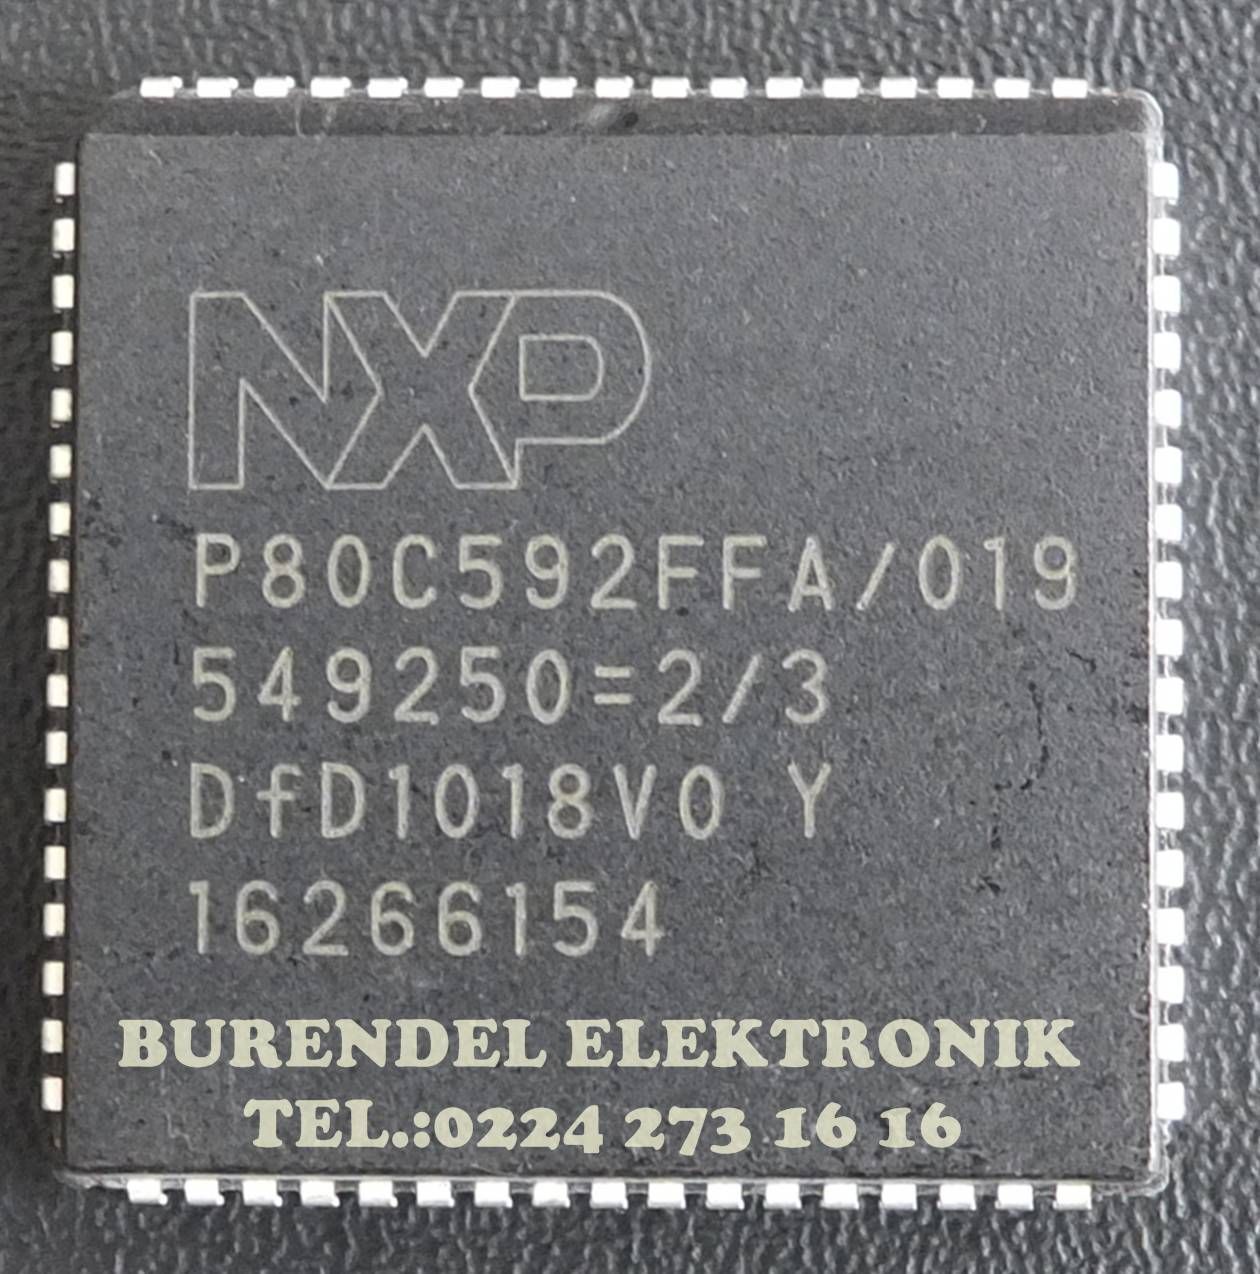 NXP
P80C592FFA/019
549250=2/3
DfD1018V0 Y
16266154
BURENDEL ELEKTRONIK
TEL.:0224 273 16 16